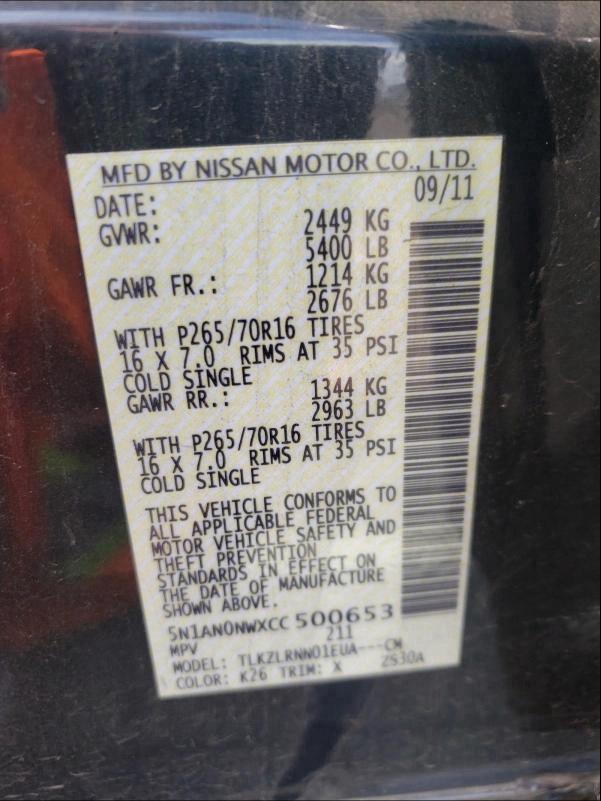 MFD BY NISSAN MOTOR CO., LTD.
DATE: 09/11
GVWR: 2449 KG
5400 LB
GAWR FR.: 1214 KG
2676 LB
WITH P265/70R16 TIRES
16 X 7.0 RIMS AT 35 PSI
COLD SINGLE
GAWR RR.: 1344 KG
2963 LB
WITH P265/70R16 TIRES
16 X 7.0 RIMS AT 35 PSI
COLD SINGLE
THIS VEHICLE CONFORMS TO
ALL APPLICABLE FEDERAL
MOTOR VEHICLE SAFETY AND
THEFT PREVENTION
STANDARDS IN EFFECT ON
THE DATE OF MANUFACTURE
SHOWN ABOVE.
5N1AN0NWXCC500653
MPV 211
MODEL: TLKZLRNN01EUA---CM
COLOR: K26 TRIM: X ZS30A